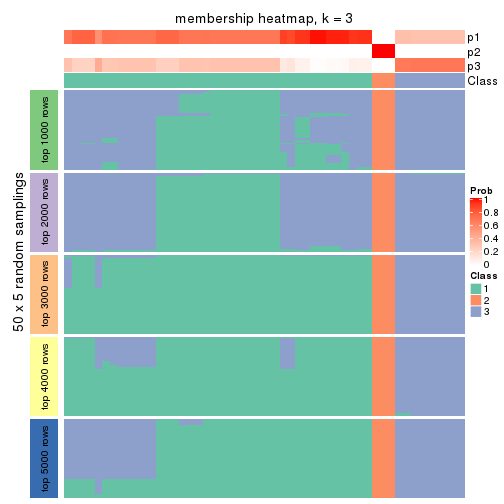 membership heatmap, k = 3
p1
p2
p3
Class
50 x 5 random samplings
top 1000 rows
top 2000 rows
top 3000 rows
top 4000 rows
top 5000 rows
Prob
1
0.8
0.6
0.4
0.2
0
Class
1
2
3